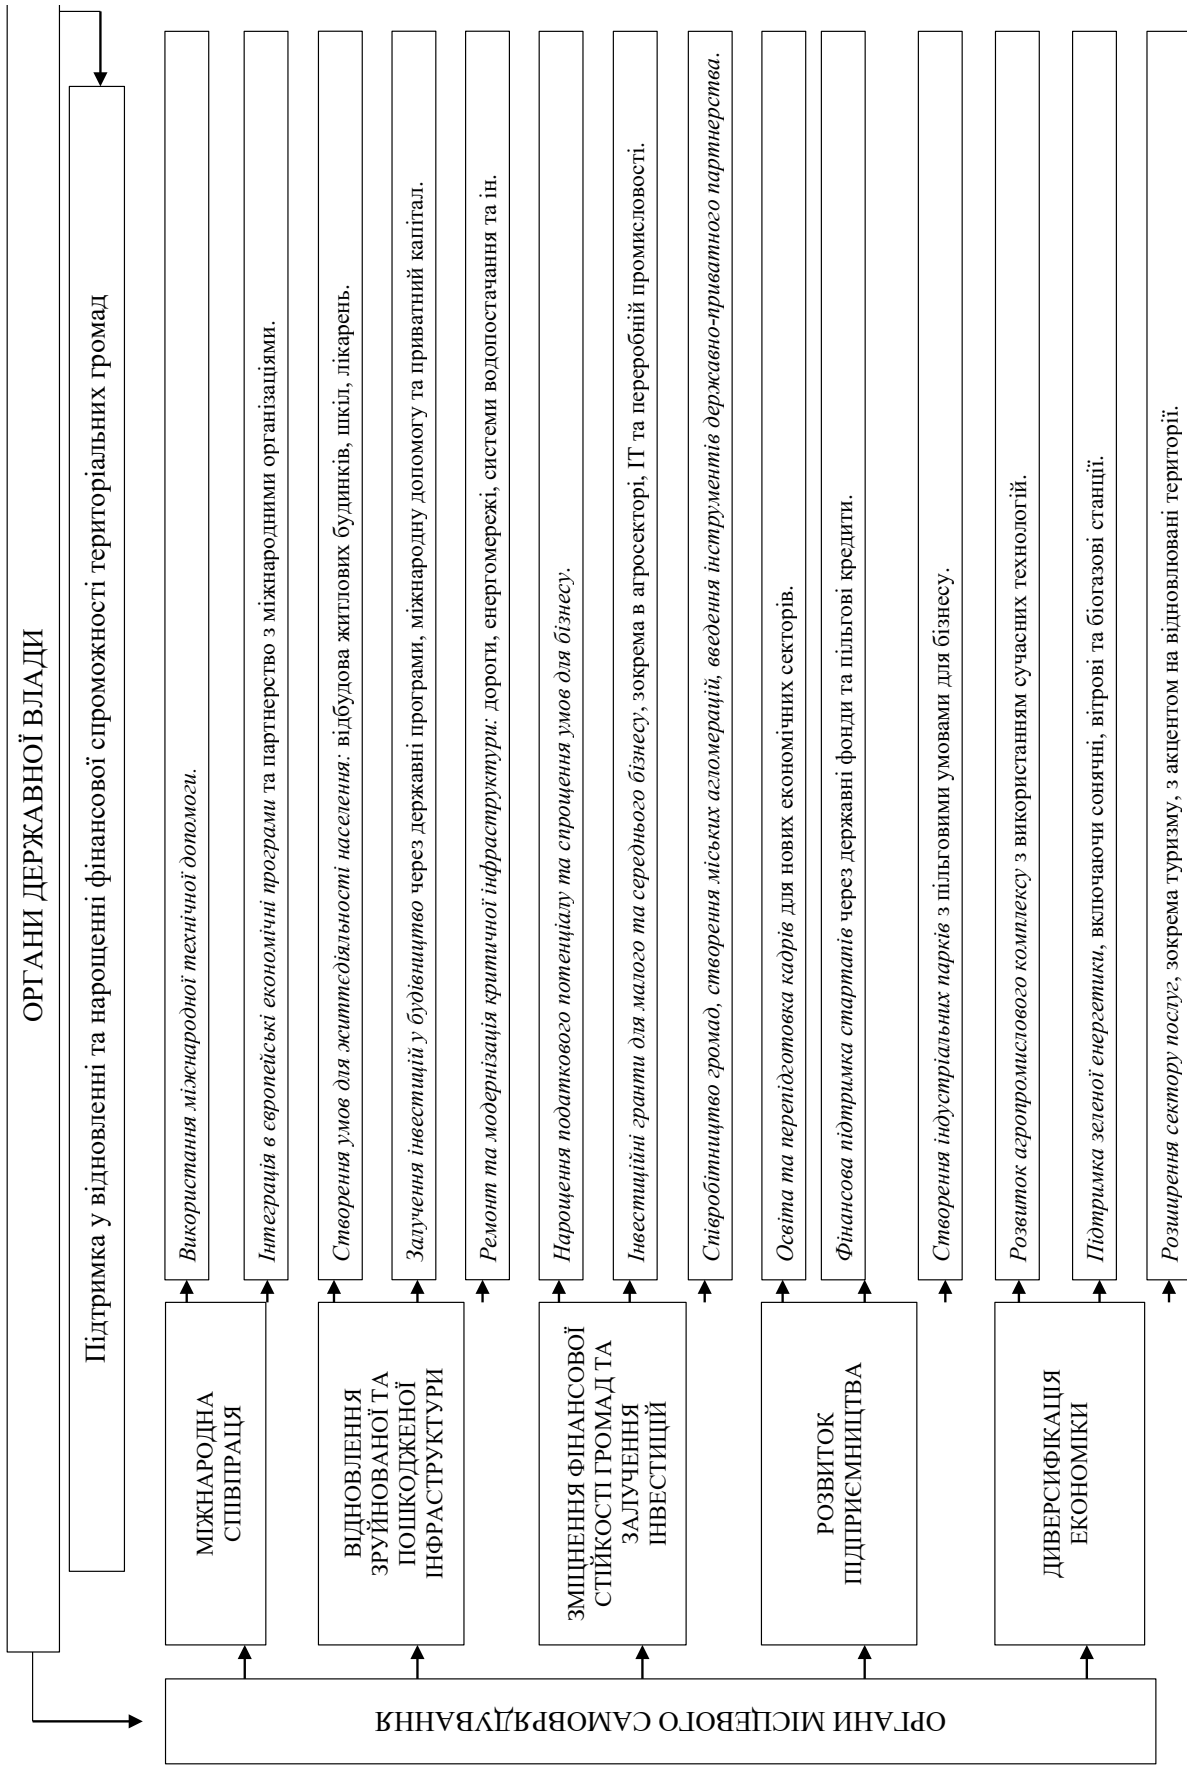 ОРГАНИ ДЕРЖАВНОЇ ВЛАДИ
Підтримка у відновленні та нарощенні фінансової спроможності територіальних громад
ОРГАНИ МІСЦЕВОГО САМОВРЯДУВАННЯ
МІЖНАРОДНА
СПІВПРАЦЯ
Використання міжнародної технічної допомоги.
Інтеграція в європейські економічні програми та партнерство з міжнародними організаціями.
ВІДНОВЛЕННЯ
ЗРУЙНОВАНОЇ ТА
ПОШКОДЖЕНОЇ
ІНФРАСТРУКТУРИ
Створення умов для життєдіяльності населення: відбудова житлових будинків, шкіл, лікарень.
Залучення інвестицій у будівництво через державні програми, міжнародну допомогу та приватний капітал.
Ремонт та модернізація критичної інфраструктури: дороги, енергомережі, системи водопостачання та ін.
ЗМІЦНЕННЯ ФІНАНСОВОЇ
СТІЙКОСТІ ГРОМАД ТА
ЗАЛУЧЕННЯ
ІНВЕСТИЦІЙ
Нарощення податкового потенціалу та спрощення умов для бізнесу.
Інвестиційні гранти для малого та середнього бізнесу, зокрема в агросекторі, ІТ та переробній промисловості.
Співробітництво громад, створення міських агломерацій, введення інструментів державно-приватного партнерства.
РОЗВИТОК
ПІДПРИЄМНИЦТВА
Освіта та перепідготовка кадрів для нових економічних секторів.
Фінансова підтримка стартапів через державні фонди та пільгові кредити.
Створення індустріальних парків з пільговими умовами для бізнесу.
ДИВЕРСИФІКАЦІЯ
ЕКОНОМІКИ
Розвиток агропромислового комплексу з використанням сучасних технологій.
Підтримка зеленої енергетики, включаючи сонячні, вітрові та біогазові станції.
Розширення сектору послуг, зокрема туризму, з акцентом на відновлювані території.